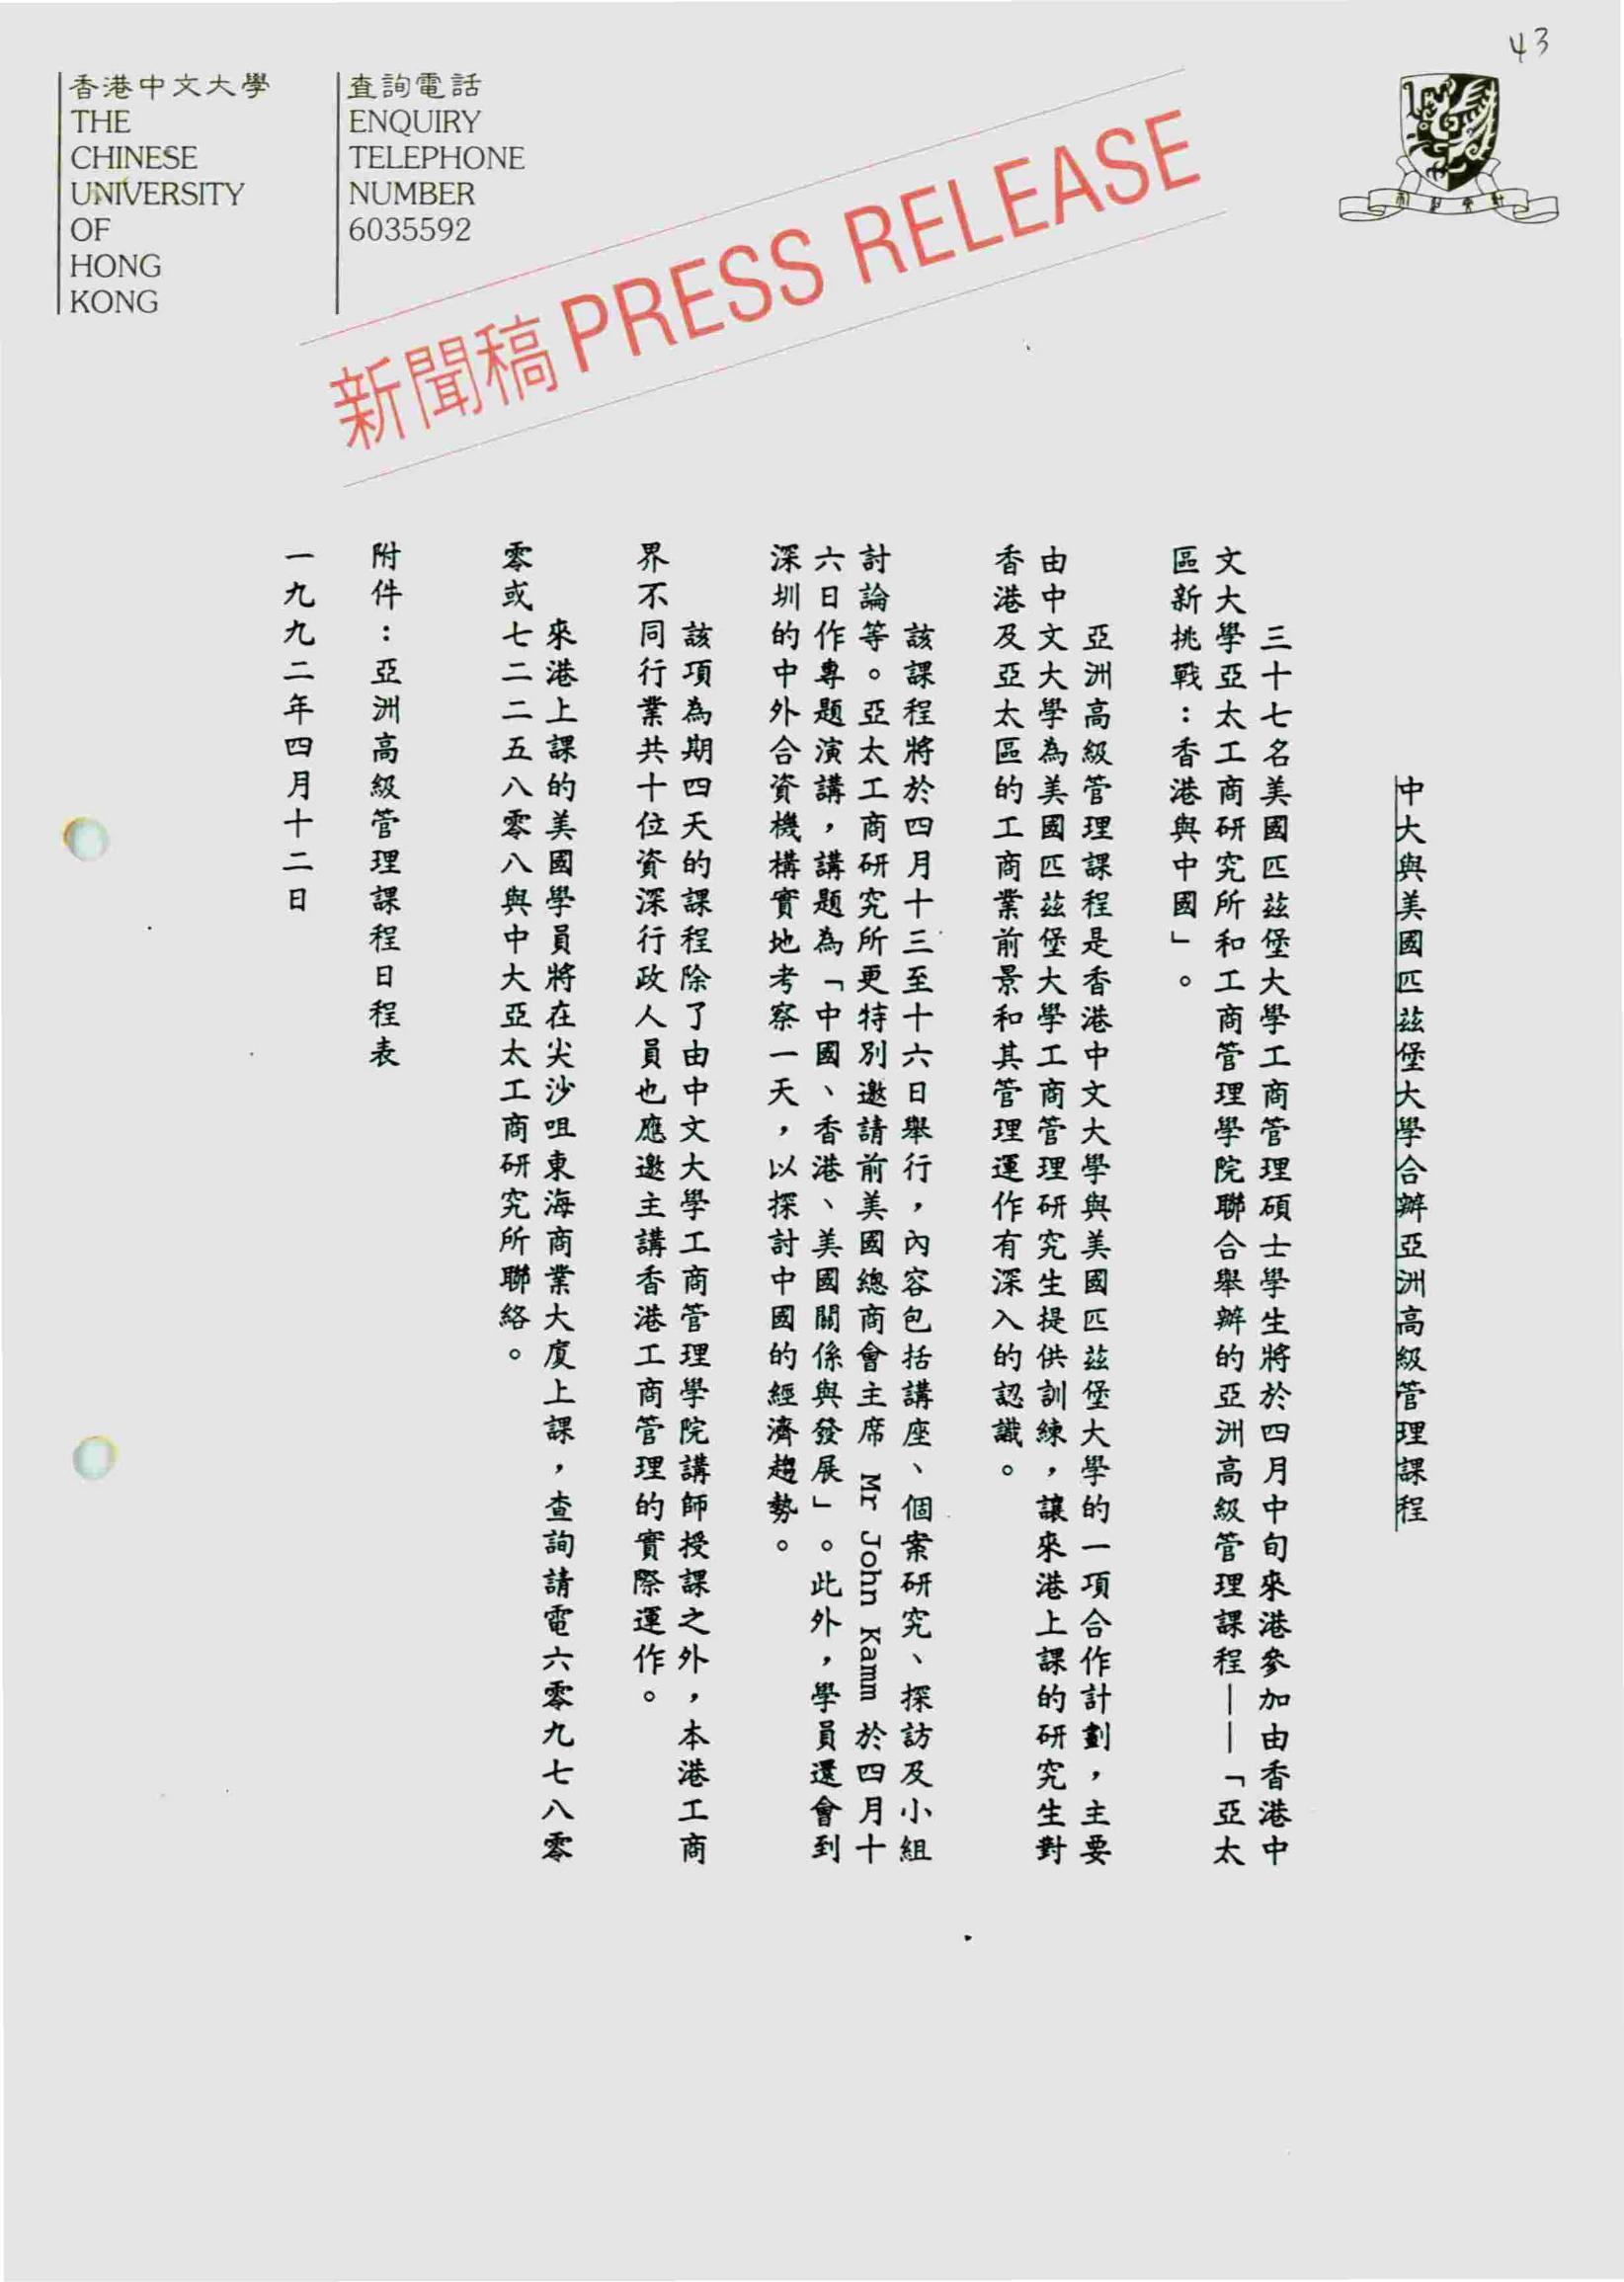 43
香港中文大學
THE
CHINESE
UNIVERSITY
OF
HONG
KONG
查詢電話
ENQUIRY
TELEPHONE
NUMBER
6035592
新聞稿 PRESS RELEASE
中大與美國匹茲堡大學合辦亞洲高級管理課程
三十七名美國匹茲堡大學工商管理碩士學生將於四月中旬來港參加由香港中
文大學亞太工商研究所和工商管理學院聯合舉辦的亞洲高級管理課程——「亞太
區新挑戰：香港與中國」。
亞洲高級管理課程是香港中文大學與美國匹茲堡大學的一項合作計劃，主要
由中文大學為美國匹茲堡大學工商管理研究生提供訓練，讓來港上課的研究生對
香港及亞太區的工商業前景和其管理運作有深入的認識。
該課程將於四月十三至十六日舉行，內容包括講座、個案研究、探訪及小組
討論等。亞太工商研究所更特別邀請前美國總商會主席 Mr John Kamm 於四月十
六日作專題演講，講題為「中國、香港、美國關係與發展」。此外，學員還會到
深圳的中外合資機構實地考察一天，以探討中國的經濟趨勢。
該項為期四天的課程除了由中文大學工商管理學院講師授課之外，本港工商
界不同行業共十位資深行政人員也應邀主講香港工商管理的實際運作。
來港上課的美國學員將在尖沙咀東海商業大廈上課，查詢請電六零九七八零
零或七二二五八零八與中大亞太工商研究所聯絡。
附件：亞洲高級管理課程日程表
一九九二年四月十二日